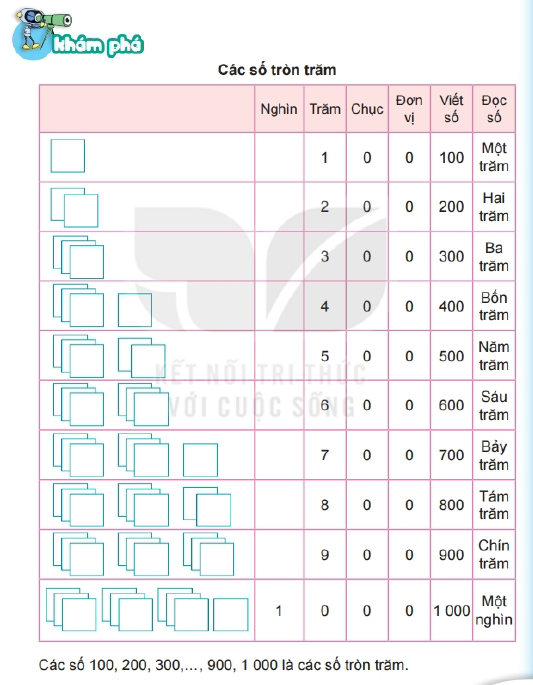 Khám phá
Các số tròn trăm
Nghìn Trăm Chục Đơn vị Viết số Đọc số
1 0 0 100 Một trăm
2 0 0 200 Hai trăm
3 0 0 300 Ba trăm
4 0 0 400 Bốn trăm
5 0 0 500 Năm trăm
KẾT NỐI TRI THỨC
6 0 0 600 Sáu trăm
VỚI CUỘC SỐNG
7 0 0 700 Bảy trăm
8 0 0 800 Tám trăm
9 0 0 900 Chín trăm
1 0 0 0 1 000 Một nghìn
Các số 100, 200, 300,..., 900, 1 000 là các số tròn trăm.